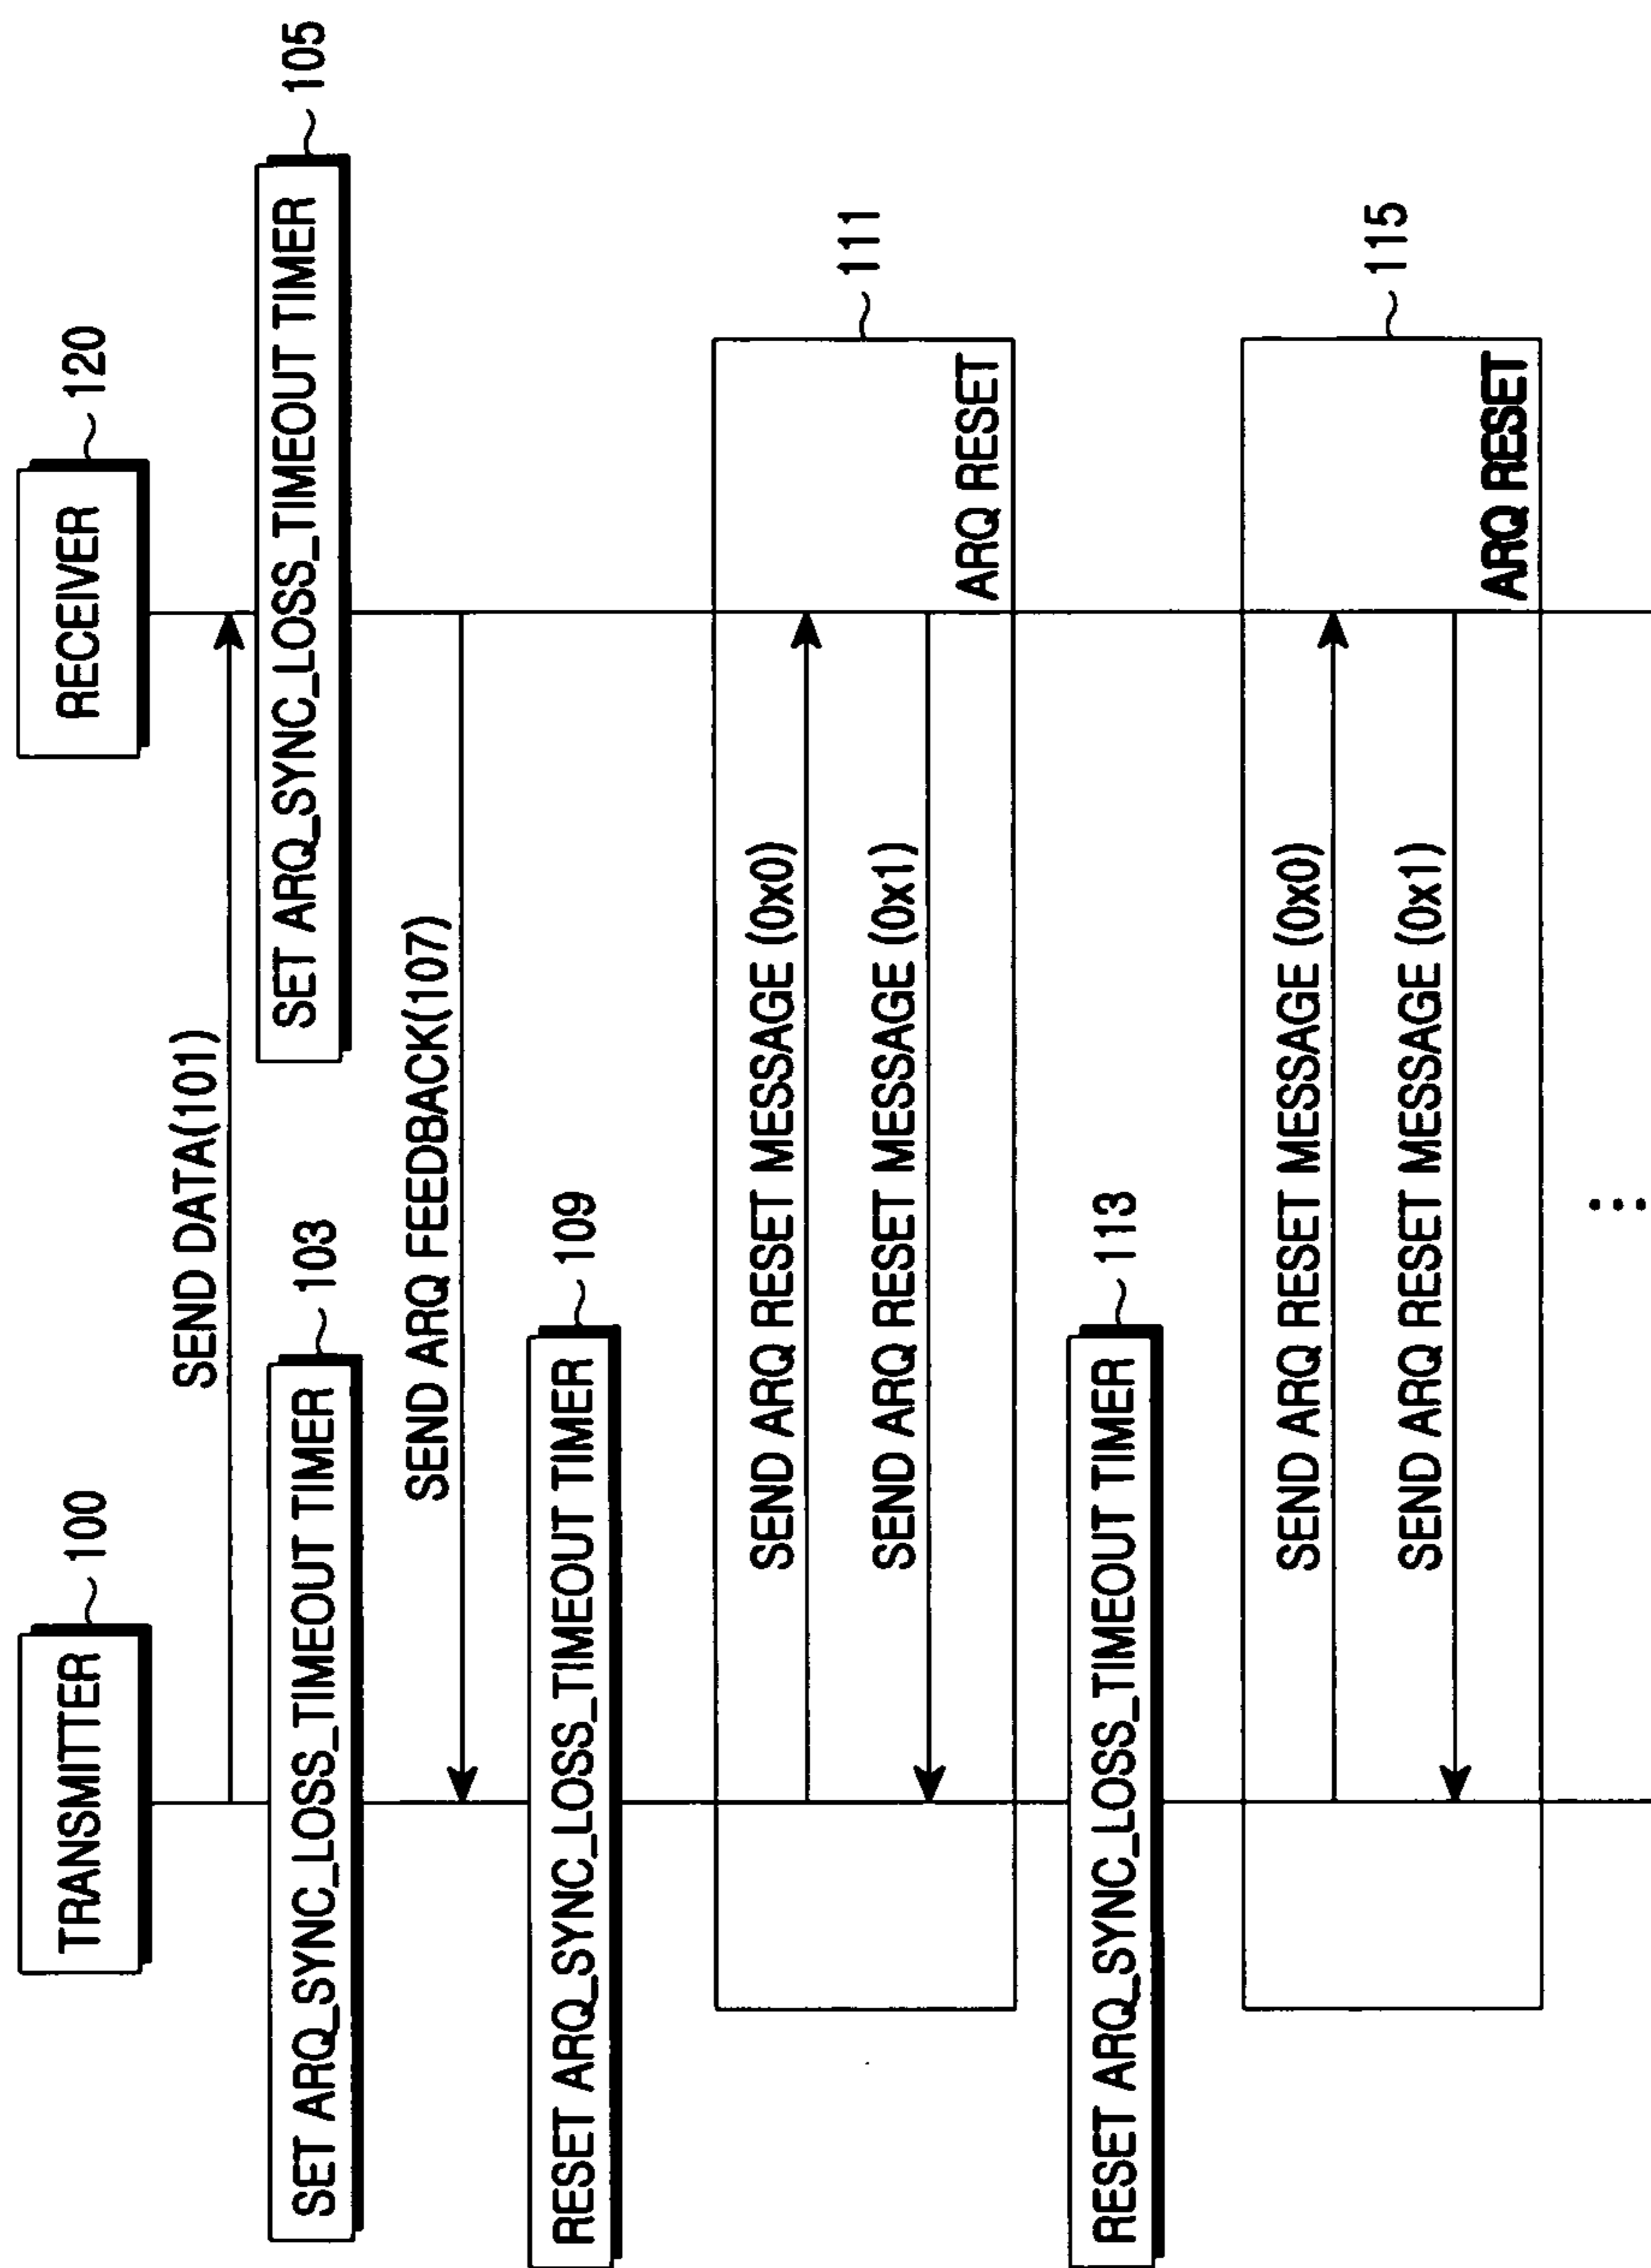 TRANSMITTER 100
RECEIVER 120
SEND DATA(101)
SET ARQ_SYNC_LOSS_TIMEOUT TIMER 103
SET ARQ_SYNC_LOSS_TIMEOUT TIMER 105
SEND ARQ FEEDBACK(107)
RESET ARQ_SYNC_LOSS_TIMEOUT TIMER 109
111
SEND ARQ RESET MESSAGE (0x0)
SEND ARQ RESET MESSAGE (0x1)
ARQ RESET
RESET ARQ_SYNC_LOSS_TIMEOUT TIMER 113
115
SEND ARQ RESET MESSAGE (0x0)
SEND ARQ RESET MESSAGE (0x1)
ARQ RESET
...